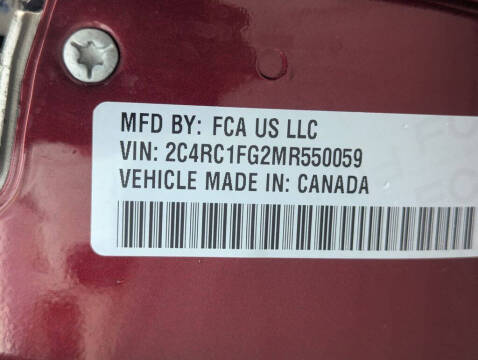 MFD BY: FCA US LLC
VIN: 2C4RC1FG2MR550059
VEHICLE MADE IN: CANADA